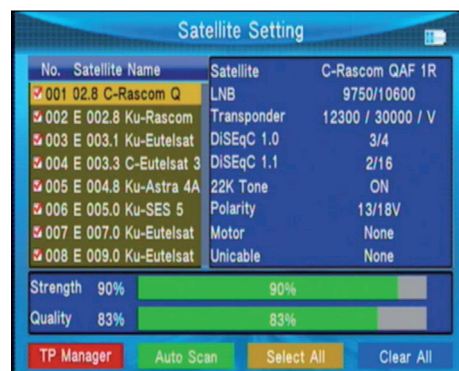 Satellite Setting
No. Satellite Name
001 02.8 C-Rascom Q
002 E 002.8 Ku-Rascom
003 E 003.1 Ku-Eutelsat
004 E 003.3 C-Eutelsat 3
005 E 004.8 Ku-Astra 4A
006 E 005.0 Ku-SES 5
007 E 007.0 Ku-Eutelsat
008 E 009.0 Ku-Eutelsat
Satellite C-Rascom QAF 1R
LNB 9750/10600
Transponder 12300 / 30000 / V
DiSEqC 1.0 3/4
DiSEqC 1.1 2/16
22K Tone ON
Polarity 13/18V
Motor None
Unicable None
Strength 90% 90%
Quality 83% 83%
TP Manager Auto Scan Select All Clear All